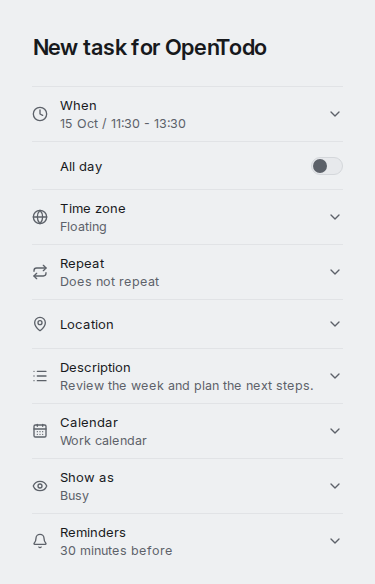 New task for OpenTodo
When
15 Oct / 11:30 - 13:30
All day
Time zone
Floating
Repeat
Does not repeat
Location
Description
Review the week and plan the next steps.
Calendar
Work calendar
Show as
Busy
Reminders
30 minutes before